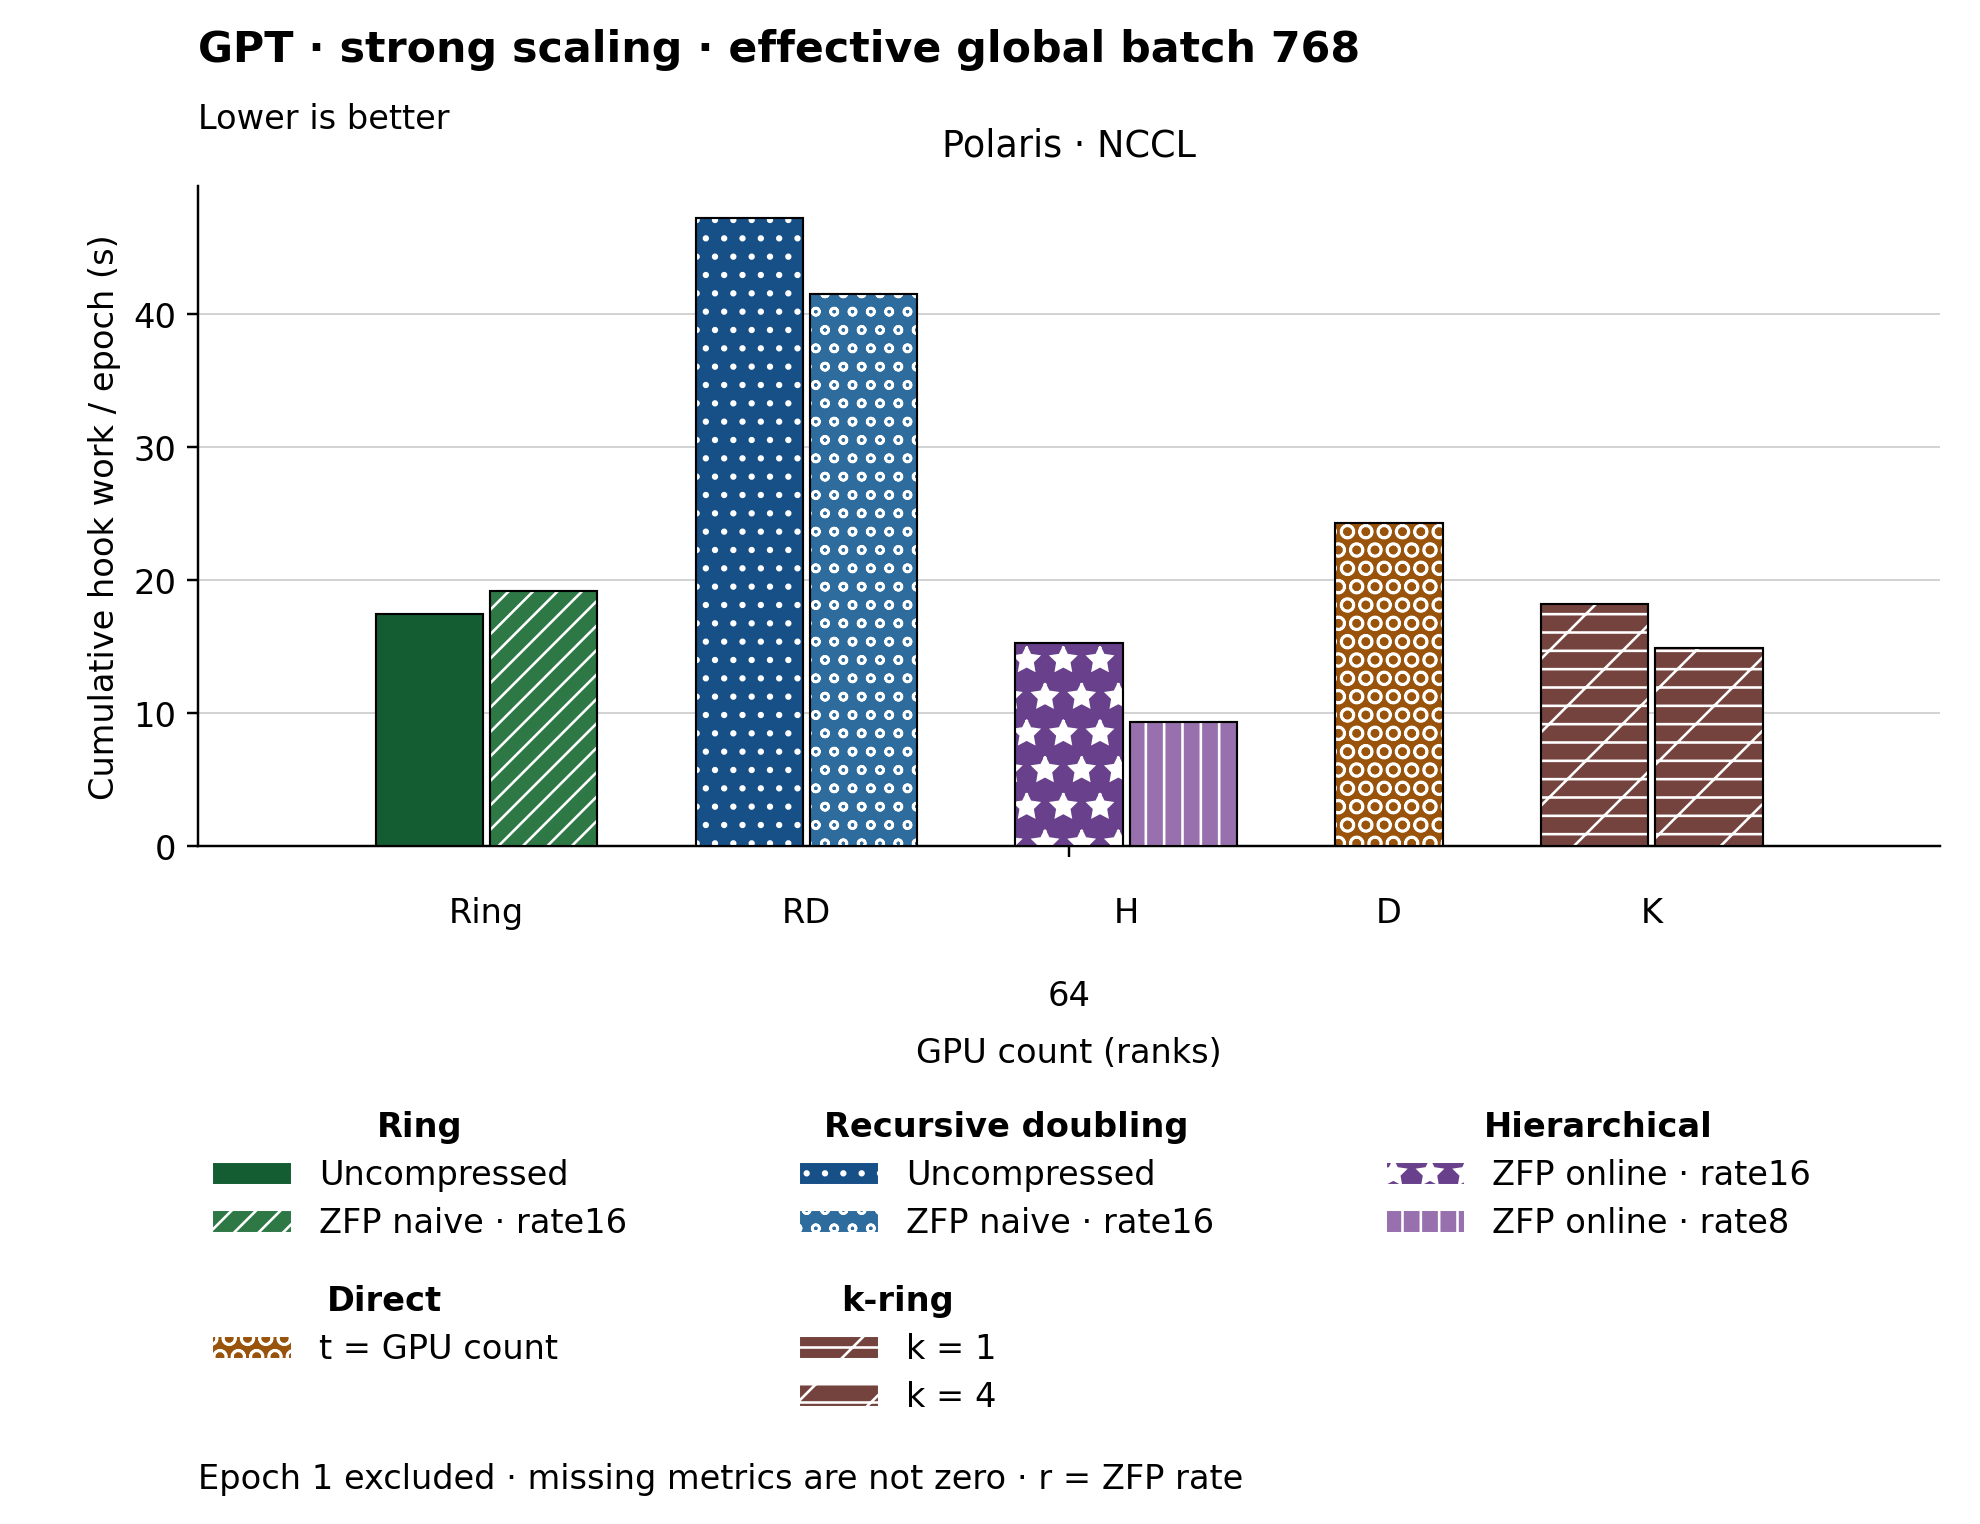 GPT · strong scaling · effective global batch 768
Lower is better
Polaris · NCCL
Cumulative hook work / epoch (s)
40
30
20
10
0
Ring RD H D K
64
GPU count (ranks)
Ring
Uncompressed
ZFP naive · rate16
Recursive doubling
Uncompressed
ZFP naive · rate16
Hierarchical
ZFP online · rate16
ZFP online · rate8
Direct
t = GPU count
k-ring
k = 1
k = 4
Epoch 1 excluded · missing metrics are not zero · r = ZFP rate